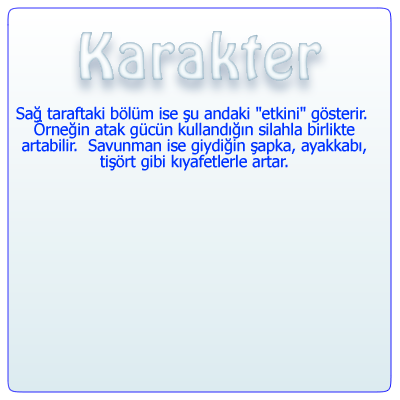 Karakter
Sağ taraftaki bölüm ise şu andaki "etkini" gösterir.
Örneğin atak gücün kullandığın silahla birlikte
artabilir.  Savunman ise giydiğin şapka, ayakkabı,
tişört gibi kıyafetlerle artar.